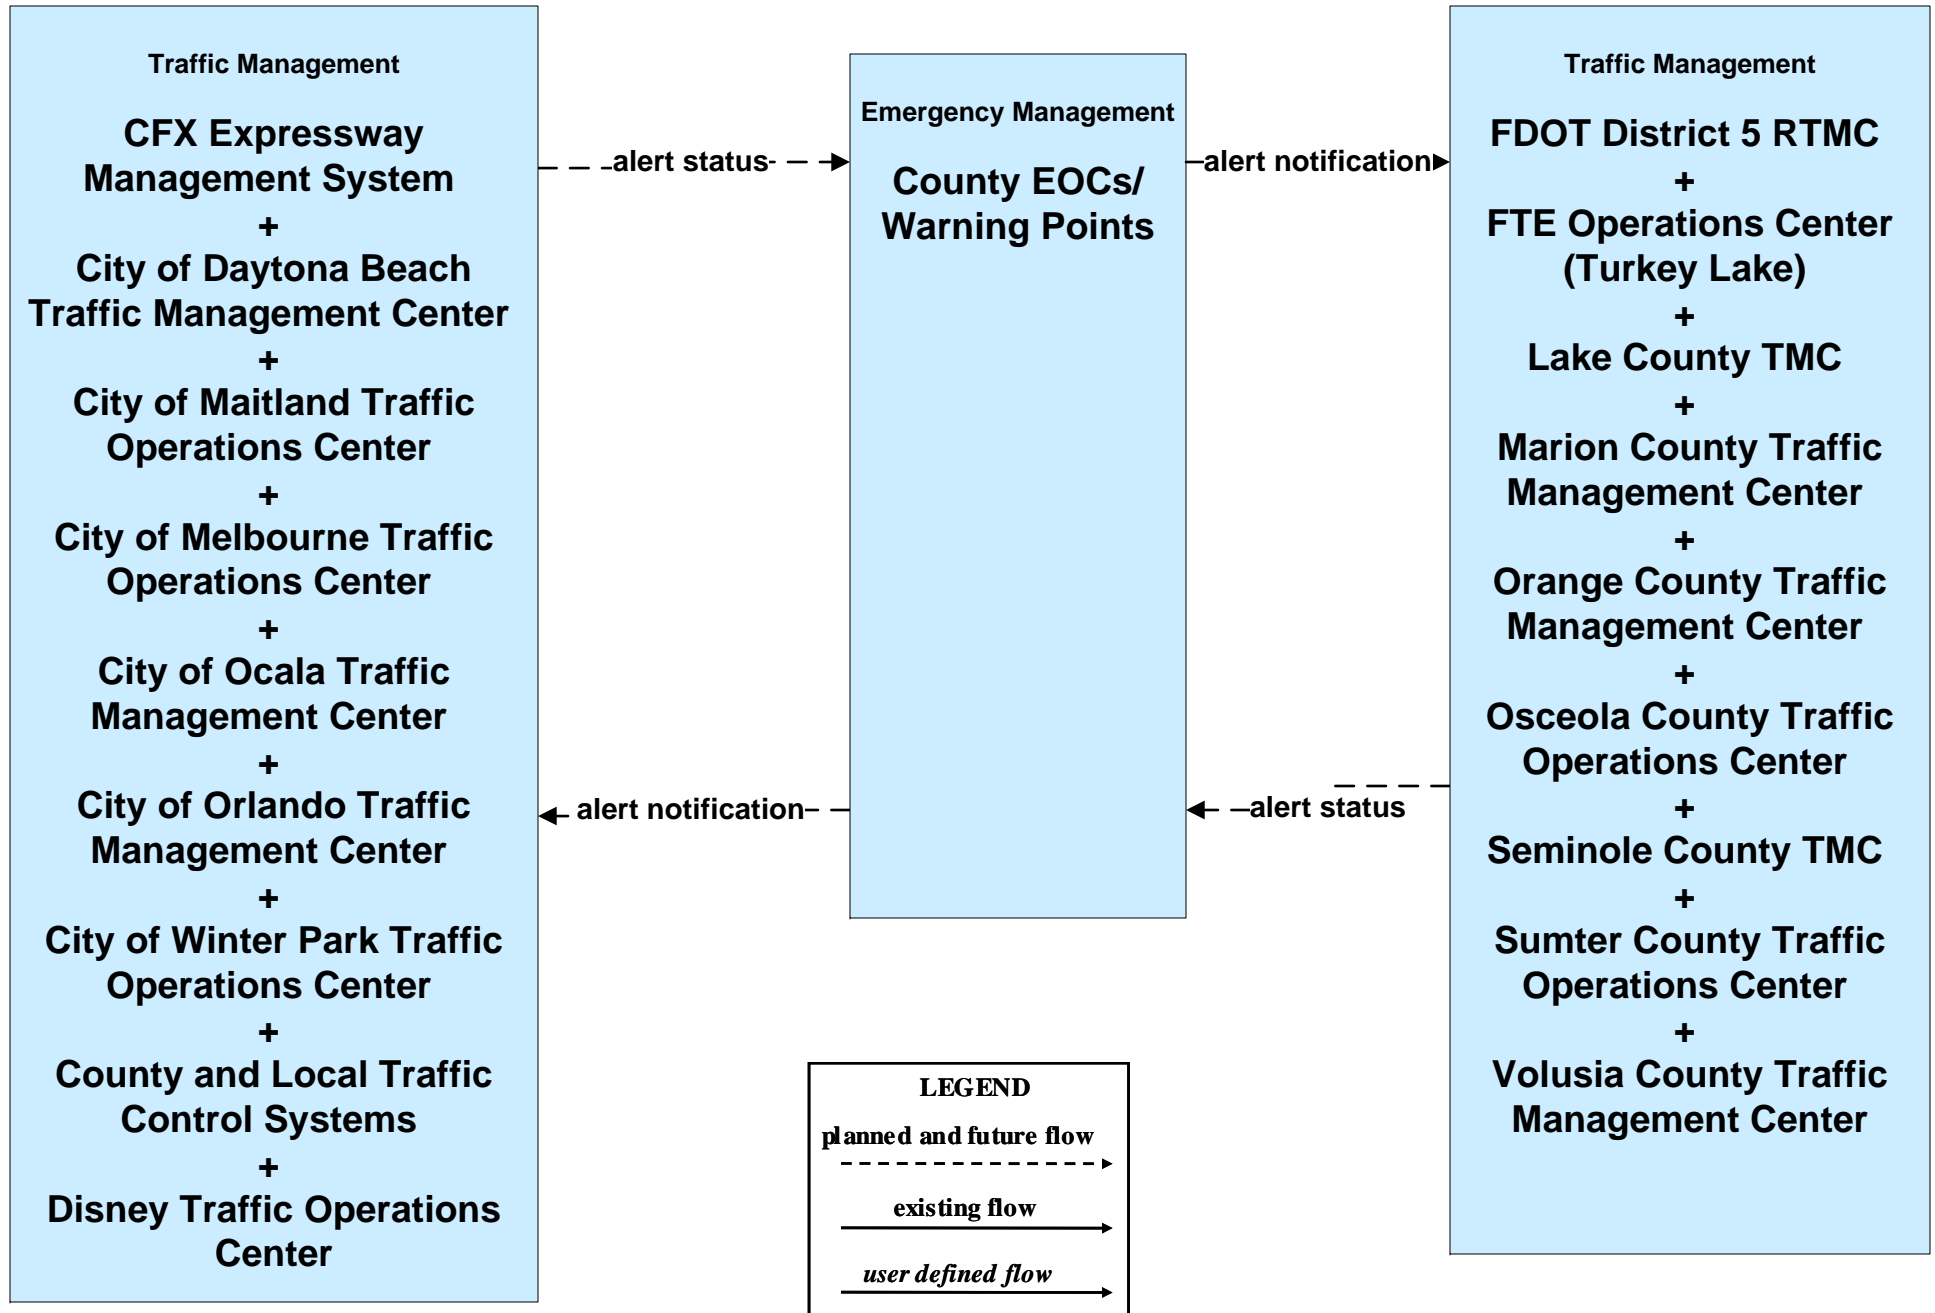 Traffic Management
CFX Expressway
Management System
+
City of Daytona Beach
Traffic Management Center
+
City of Maitland Traffic
Operations Center
+
City of Melbourne Traffic
Operations Center
+
City of Ocala Traffic
Management Center
+
City of Orlando Traffic
Management Center
+
City of Winter Park Traffic
Operations Center
+
County and Local Traffic
Control Systems
+
Disney Traffic Operations
Center
alert status
alert notification
Emergency Management
County EOCs/
Warning Points
alert notification
alert status
Traffic Management
FDOT District 5 RTMC
+
FTE Operations Center
(Turkey Lake)
+
Lake County TMC
+
Marion County Traffic
Management Center
+
Orange County Traffic
Management Center
+
Osceola County Traffic
Operations Center
+
Seminole County TMC
+
Sumter County Traffic
Operations Center
+
Volusia County Traffic
Management Center
LEGEND
planned and future flow
existing flow
user defined flow